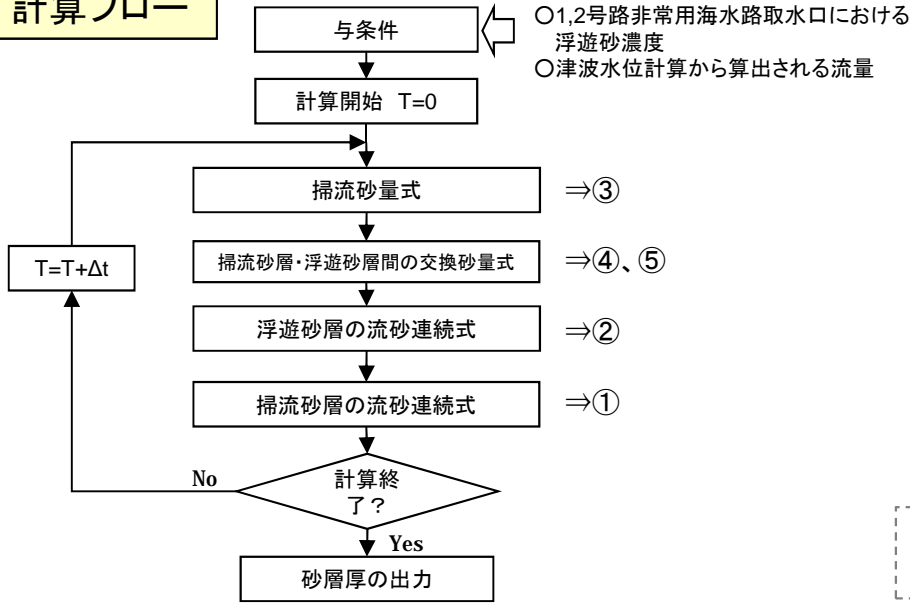 計算フロー
与条件
○1,2号路非常用海水路取水口における
浮遊砂濃度
○津波水位計算から算出される流量
計算開始 T=0
掃流砂量式 ⇒③
T=T+Δt
掃流砂層・浮遊砂層間の交換砂量式 ⇒④、⑤
浮遊砂層の流砂連続式 ⇒②
掃流砂層の流砂連続式 ⇒①
No
計算終
了？
Yes
砂層厚の出力